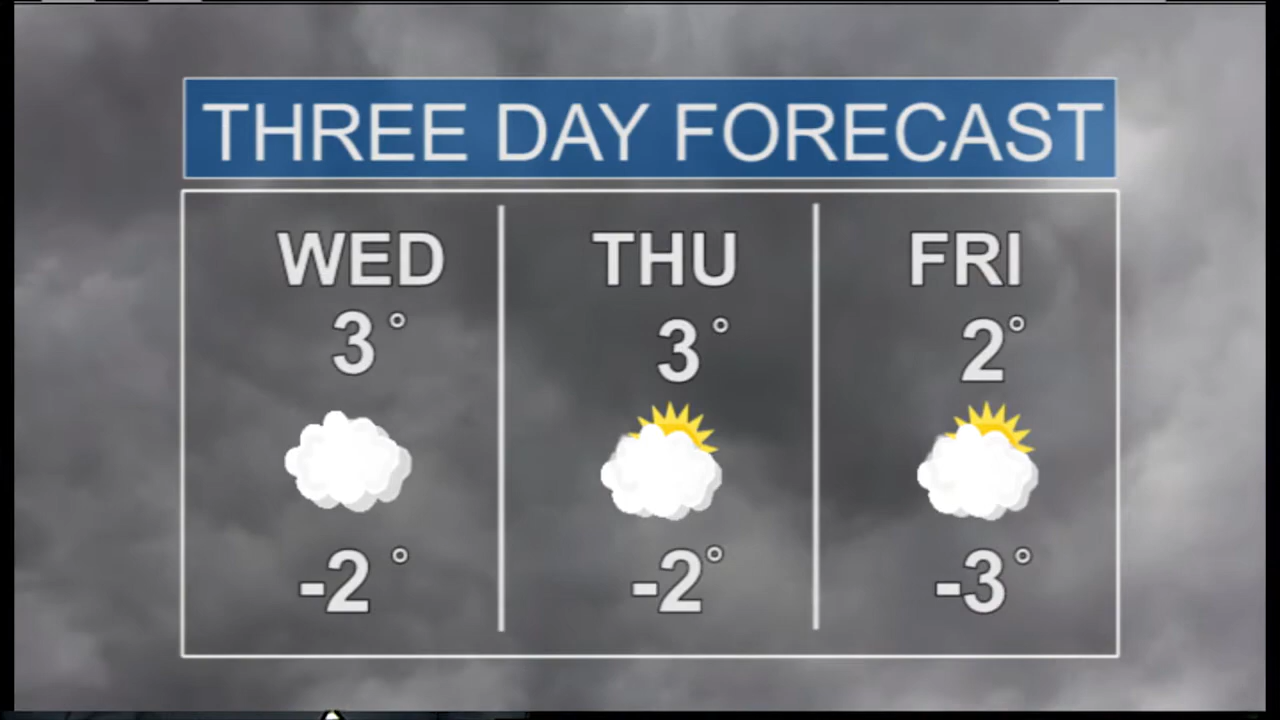 THREE DAY FORECAST
WED THU FRI
3° 3° 2°
-2° -2° -3°